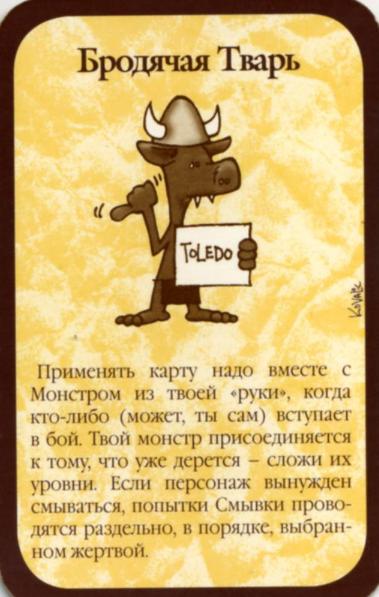 Бродячая Тварь
TOLEDO
KOVALIC
Применять карту надо вместе с
Монстром из твоей «руки», когда
кто-либо (может, ты сам) вступает
в бой. Твой монстр присоединяется
к тому, что уже дерется – сложи их
уровни. Если персонаж вынужден
смываться, попытки Смывки прово-
дятся раздельно, в порядке, выбран-
ном жертвой.